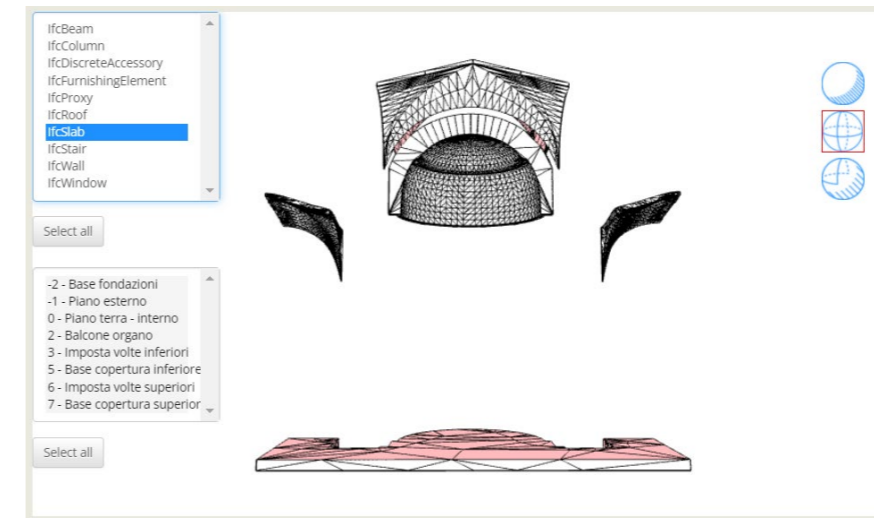 IfcBeam
IfcColumn
IfcDiscreteAccessory
IfcFurnishingElement
IfcProxy
IfcRoof
IfcSlab
IfcStair
IfcWall
IfcWindow
Select all
-2 - Base fondazioni
-1 - Piano esterno
0 - Piano terra - interno
2 - Balcone organo
3 - Imposta volte inferiori
5 - Base copertura inferiore
6 - Imposta volte superiori
7 - Base copertura superior
Select all